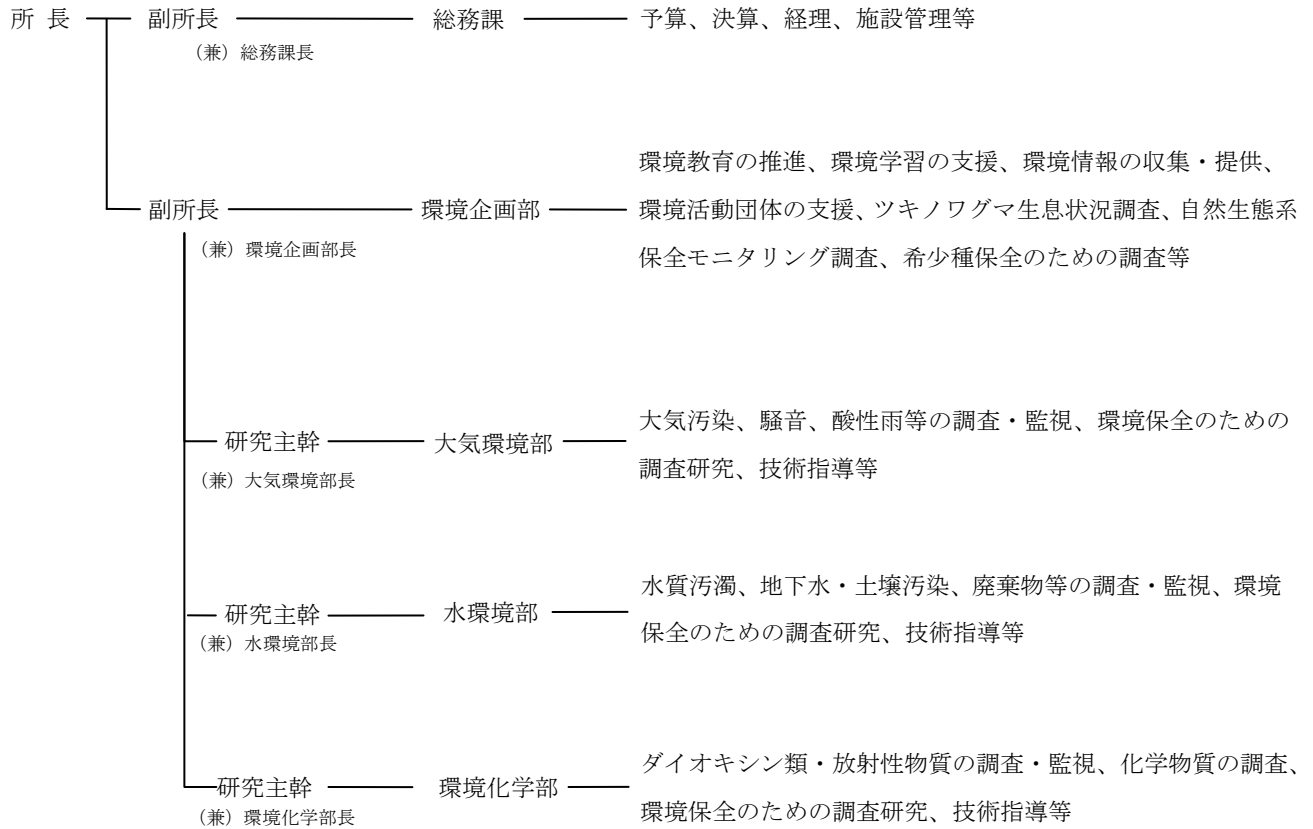 所 長 副所長 総務課 予算、決算、経理、施設管理等
（兼）総務課長
環境教育の推進、環境学習の支援、環境情報の収集・提供、
副所長 環境企画部 環境活動団体の支援、ツキノワグマ生息状況調査、自然生態系
（兼）環境企画部長 保全モニタリング調査、希少種保全のための調査等
大気汚染、騒音、酸性雨等の調査・監視、環境保全のための
研究主幹 大気環境部
調査研究、技術指導等
（兼）大気環境部長
水質汚濁、地下水・土壌汚染、廃棄物等の調査・監視、環境
研究主幹 水環境部
保全のための調査研究、技術指導等
（兼）水環境部長
ダイオキシン類・放射性物質の調査・監視、化学物質の調査、
研究主幹 環境化学部
環境保全のための調査研究、技術指導等
（兼）環境化学部長